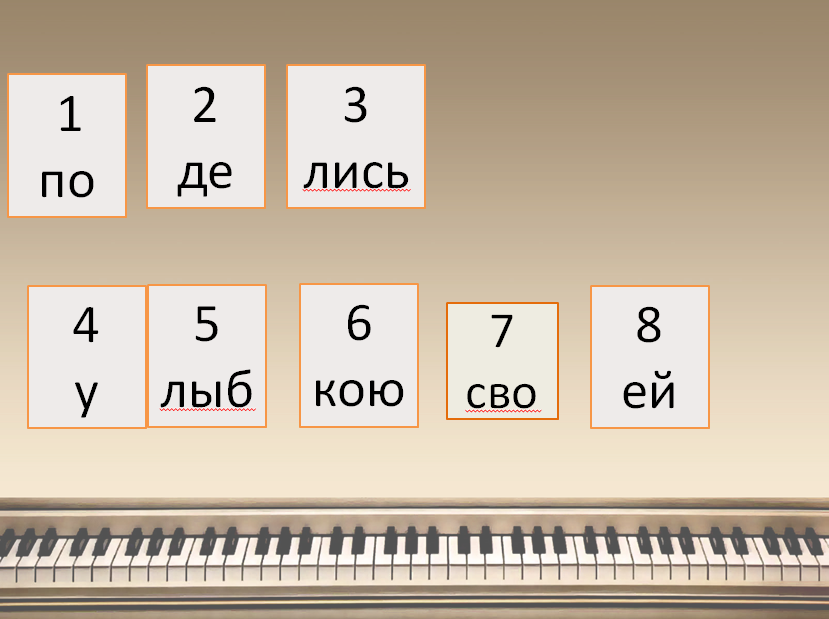 1 2 3
по де лись
4 5 6 7 8
у лыб кою сво ей